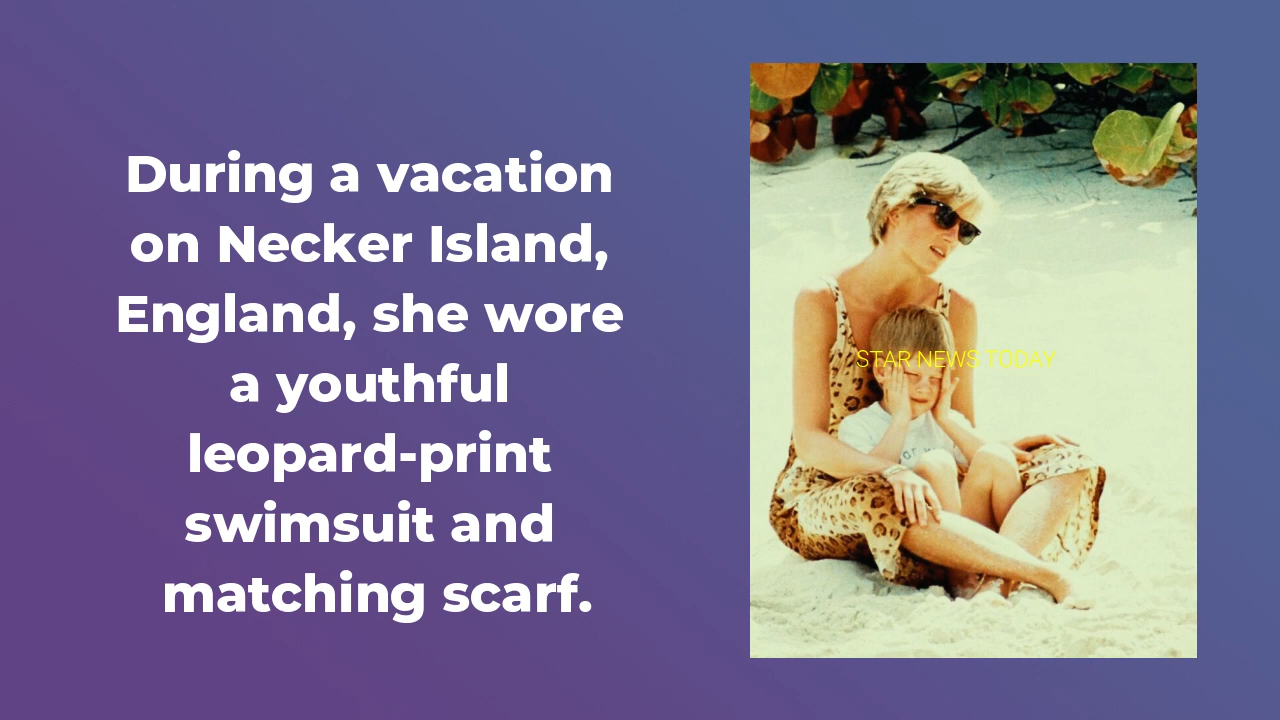 During a vacation
on Necker Island,
England, she wore
a youthful
leopard-print
swimsuit and
matching scarf.
STAR NEWS TODAY